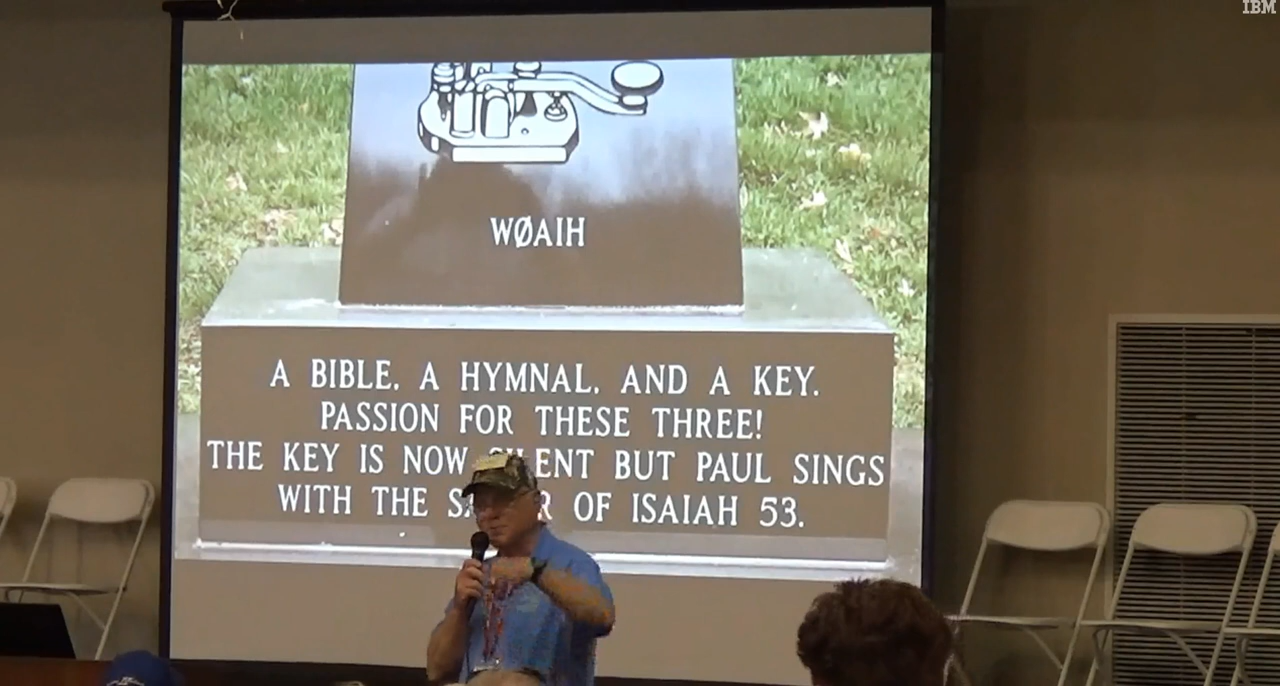 IBM
WØAIH
A BIBLE. A HYMNAL. AND A KEY.
PASSION FOR THESE THREE!
THE KEY IS NOW BUT PAUL SINGS
WITH THE OF ISAIAH 53.